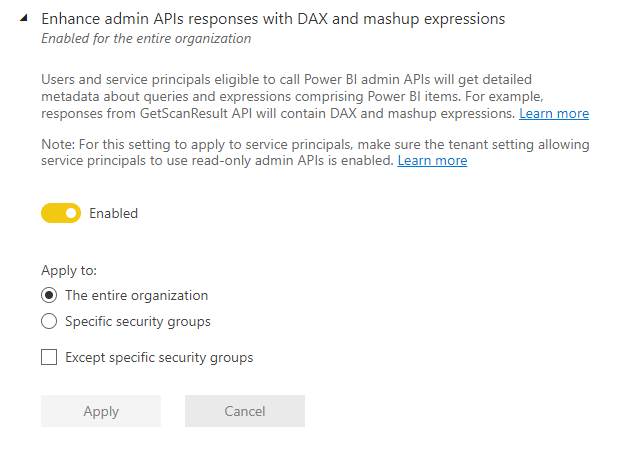 Enhance admin APIs responses with DAX and mashup expressions
Enabled for the entire organization
Users and service principals eligible to call Power BI admin APIs will get detailed
metadata about queries and expressions comprising Power BI items. For example,
responses from GetScanResult API will contain DAX and mashup expressions. Learn more
Note: For this setting to apply to service principals, make sure the tenant setting allowing
service principals to use read-only admin APIs is enabled. Learn more
Enabled
Apply to:
The entire organization
Specific security groups
Except specific security groups
Apply
Cancel